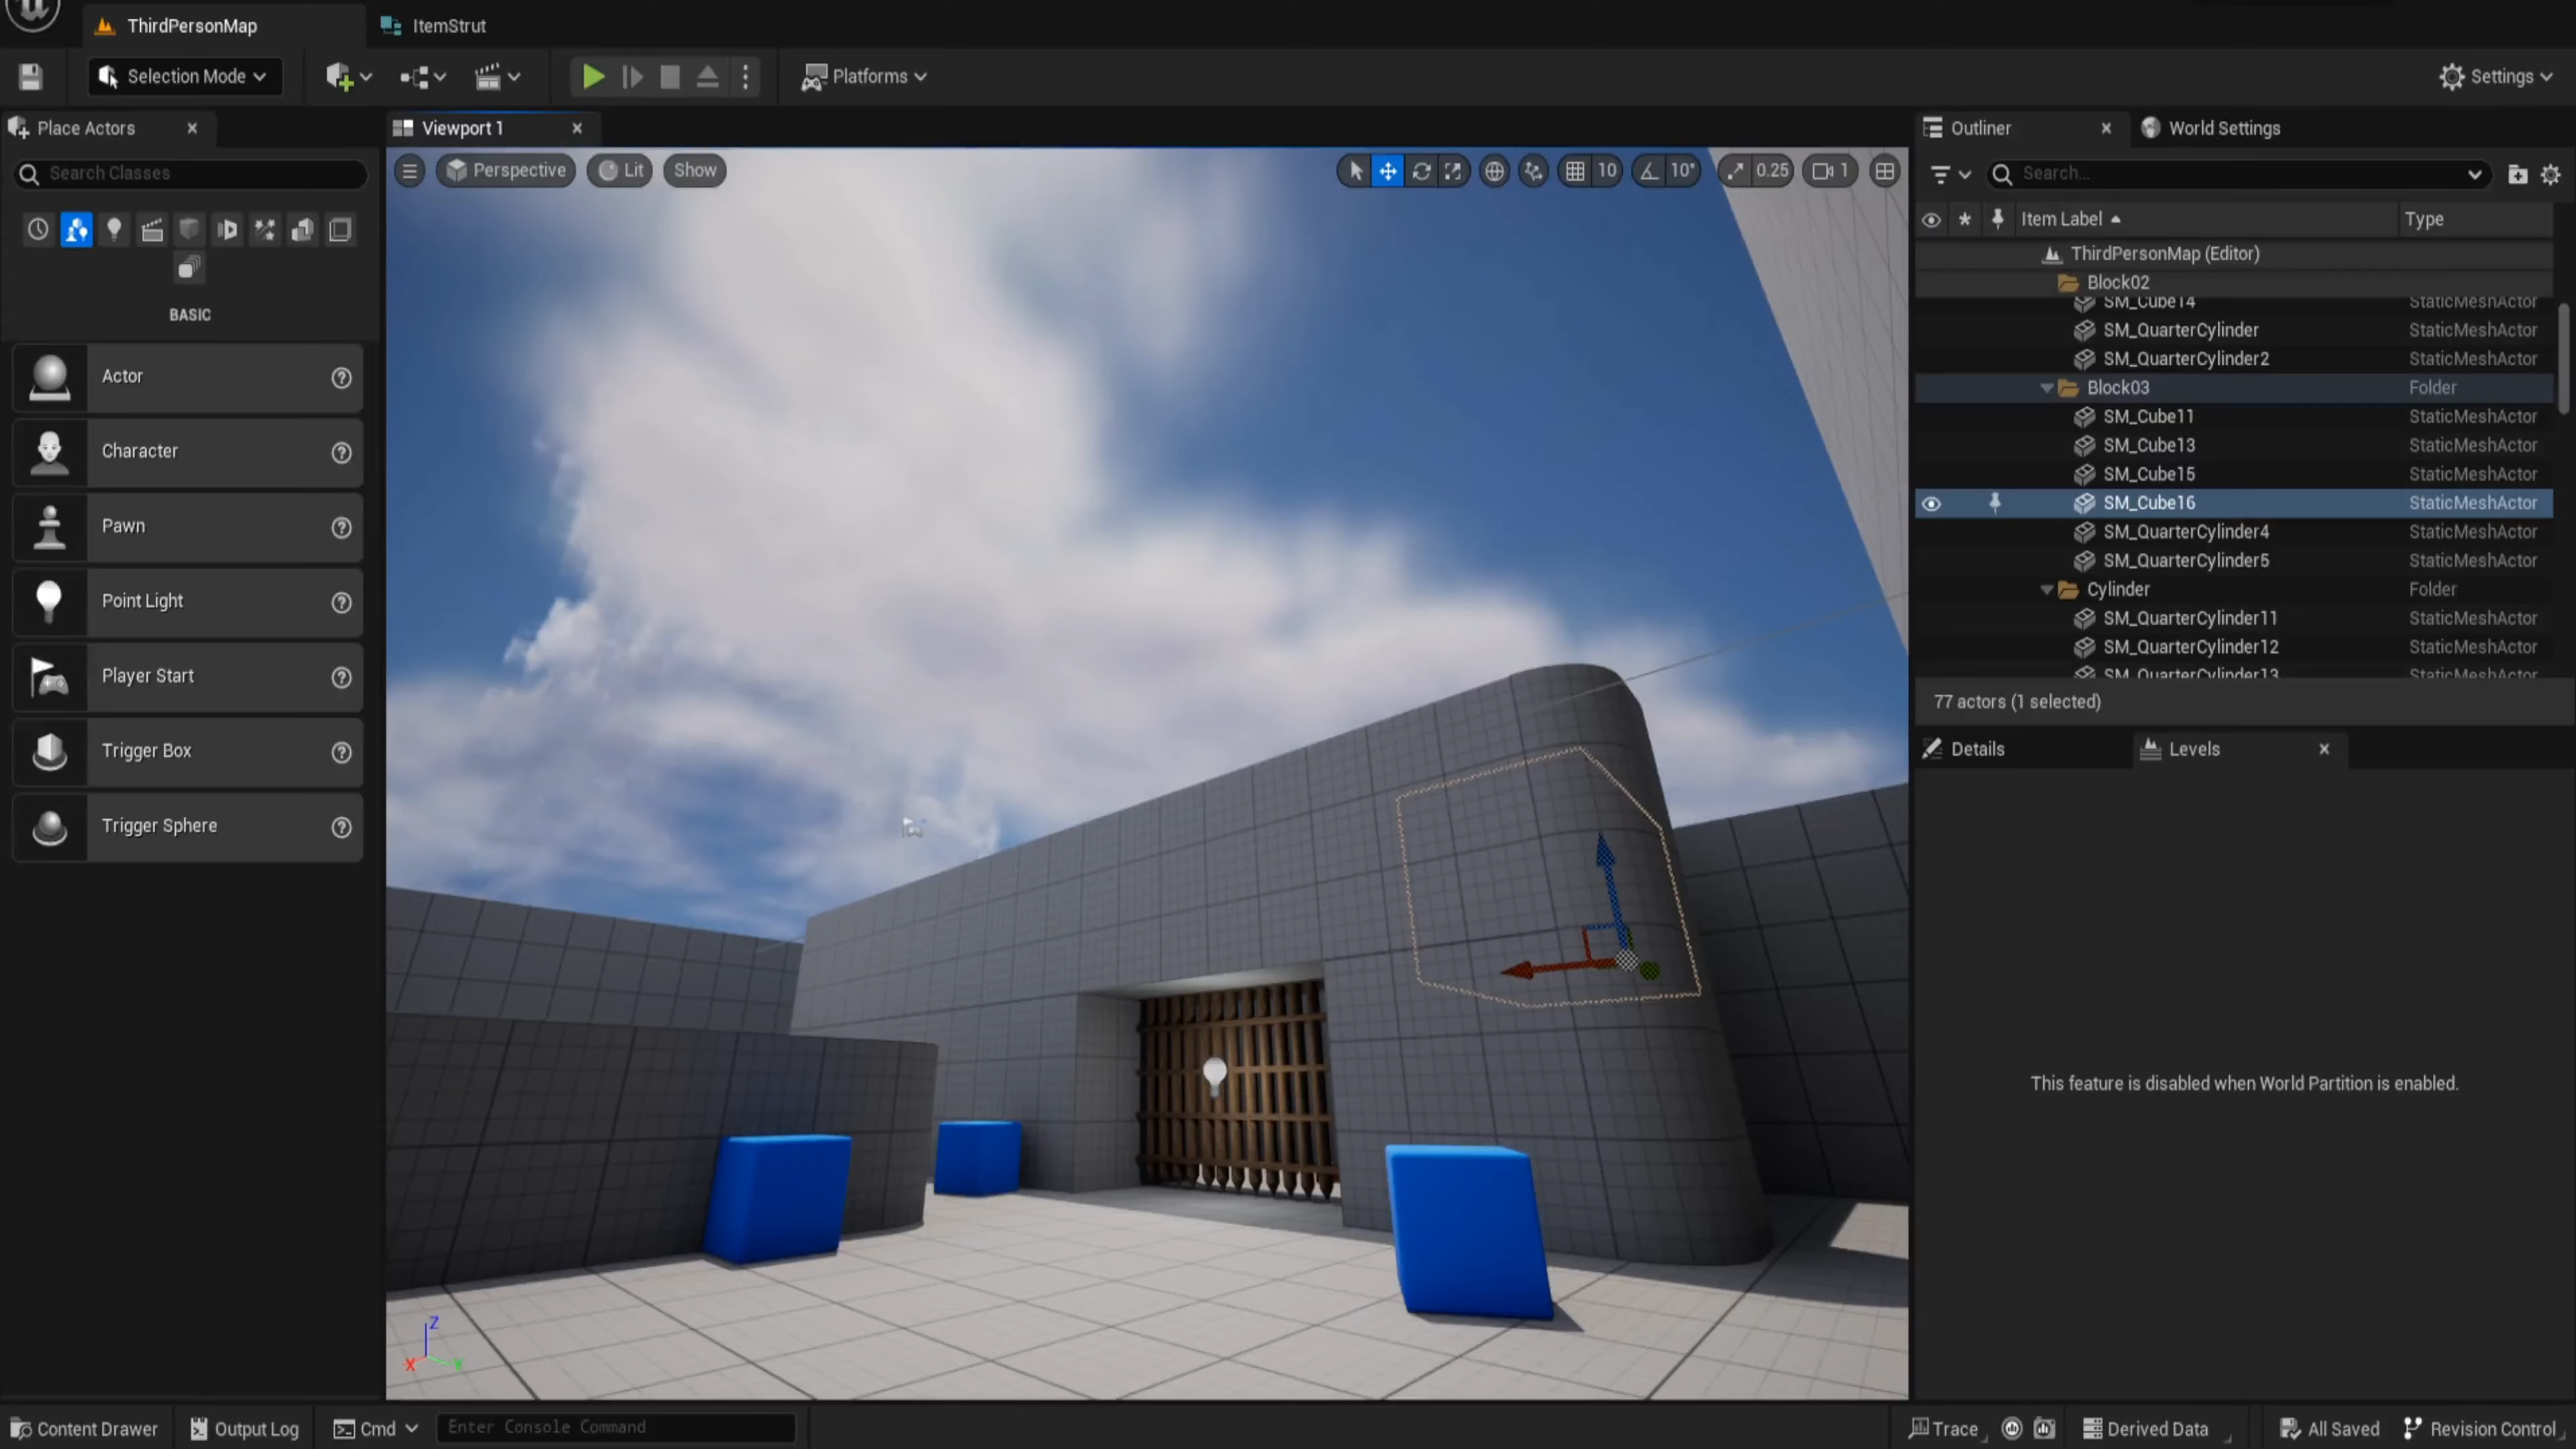 ThirdPersonMap
ItemStrut
Selection Mode
Platforms
Settings
Place Actors
Search Classes
BASIC
Actor
Character
Pawn
Point Light
Player Start
Trigger Box
Trigger Sphere
Viewport 1
Perspective
Lit
Show
10
10°
0.25
1
Z
X
Y
Outliner
World Settings
Search...
Item Label
Type
ThirdPersonMap (Editor)
Block02
SM_Cube14 StaticMeshActor
SM_QuarterCylinder StaticMeshActor
SM_QuarterCylinder2 StaticMeshActor
Block03 Folder
SM_Cube11 StaticMeshActor
SM_Cube13 StaticMeshActor
SM_Cube15 StaticMeshActor
SM_Cube16 StaticMeshActor
SM_QuarterCylinder4 StaticMeshActor
SM_QuarterCylinder5 StaticMeshActor
Cylinder Folder
SM_QuarterCylinder11 StaticMeshActor
SM_QuarterCylinder12 StaticMeshActor
SM_QuarterCylinder13 StaticMeshActor
77 actors (1 selected)
Details
Levels
This feature is disabled when World Partition is enabled.
Content Drawer
Output Log
Cmd
Enter Console Command
Trace
Derived Data
All Saved
Revision Control